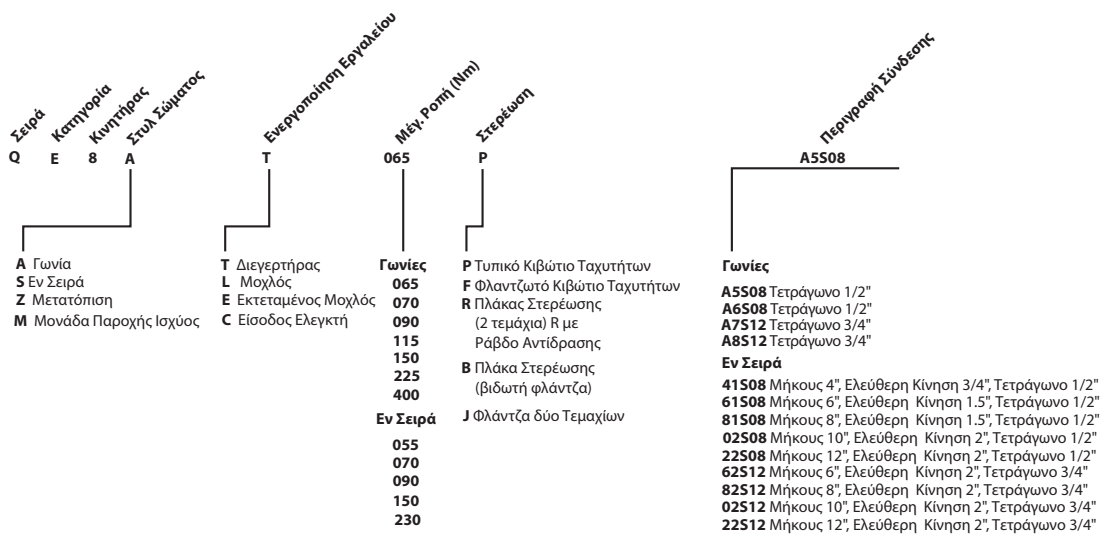 Σειρά
Κατηγορία
Κινητήρας
Στυλ Σώματος
Ενεργοποίηση Εργαλείου
Μέγ. Ροπή (Nm)
Στερέωση
Περιγραφή Σύνδεσης
Q E 8 A T 065 P A5S08
A Γωνία
S Εν Σειρά
Z Μετατόπιση
M Μονάδα Παροχής Ισχύος
T Διεγερτήρας
L Μοχλός
E Εκτεταμένος Μοχλός
C Είσοδος Ελεγκτή
Γωνίες
065
070
090
115
150
225
400
Εν Σειρά
055
070
090
150
230
P Τυπικό Κιβώτιο Ταχυτήτων
F Φλαντζωτό Κιβώτιο Ταχυτήτων
R Πλάκας Στερέωσης
(2 τεμάχια) R με
Ράβδο Αντίδρασης
B Πλάκα Στερέωσης
(βιδωτή φλάντζα)
J Φλάντζα δύο Τεμαχίων
Γωνίες
A5S08 Τετράγωνο 1/2"
A6S08 Τετράγωνο 1/2"
A7S12 Τετράγωνο 3/4"
A8S12 Τετράγωνο 3/4"
Εν Σειρά
41S08 Μήκους 4", Ελεύθερη Κίνηση 3/4", Τετράγωνο 1/2"
61S08 Μήκους 6", Ελεύθερη Κίνηση 1.5", Τετράγωνο 1/2"
81S08 Μήκους 8", Ελεύθερη Κίνηση 1.5", Τετράγωνο 1/2"
02S08 Μήκους 10", Ελεύθερη Κίνηση 2", Τετράγωνο 1/2"
22S08 Μήκους 12", Ελεύθερη Κίνηση 2", Τετράγωνο 1/2"
62S12 Μήκους 6", Ελεύθερη Κίνηση 2", Τετράγωνο 3/4"
82S12 Μήκους 8", Ελεύθερη Κίνηση 2", Τετράγωνο 3/4"
02S12 Μήκους 10", Ελεύθερη Κίνηση 2", Τετράγωνο 3/4"
22S12 Μήκους 12", Ελεύθερη Κίνηση 2", Τετράγωνο 3/4"